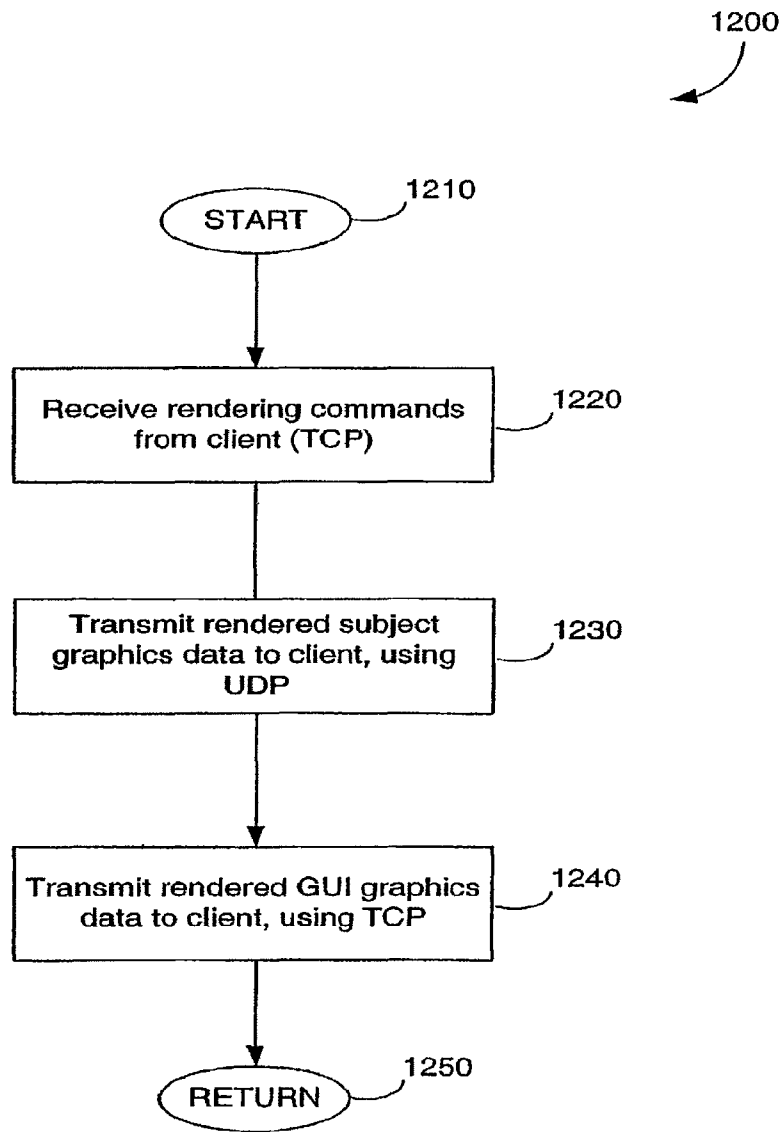 1200
START
1210
Receive rendering commands
from client (TCP)
1220
Transmit rendered subject
graphics data to client, using
UDP
1230
Transmit rendered GUI graphics
data to client, using TCP
1240
RETURN
1250